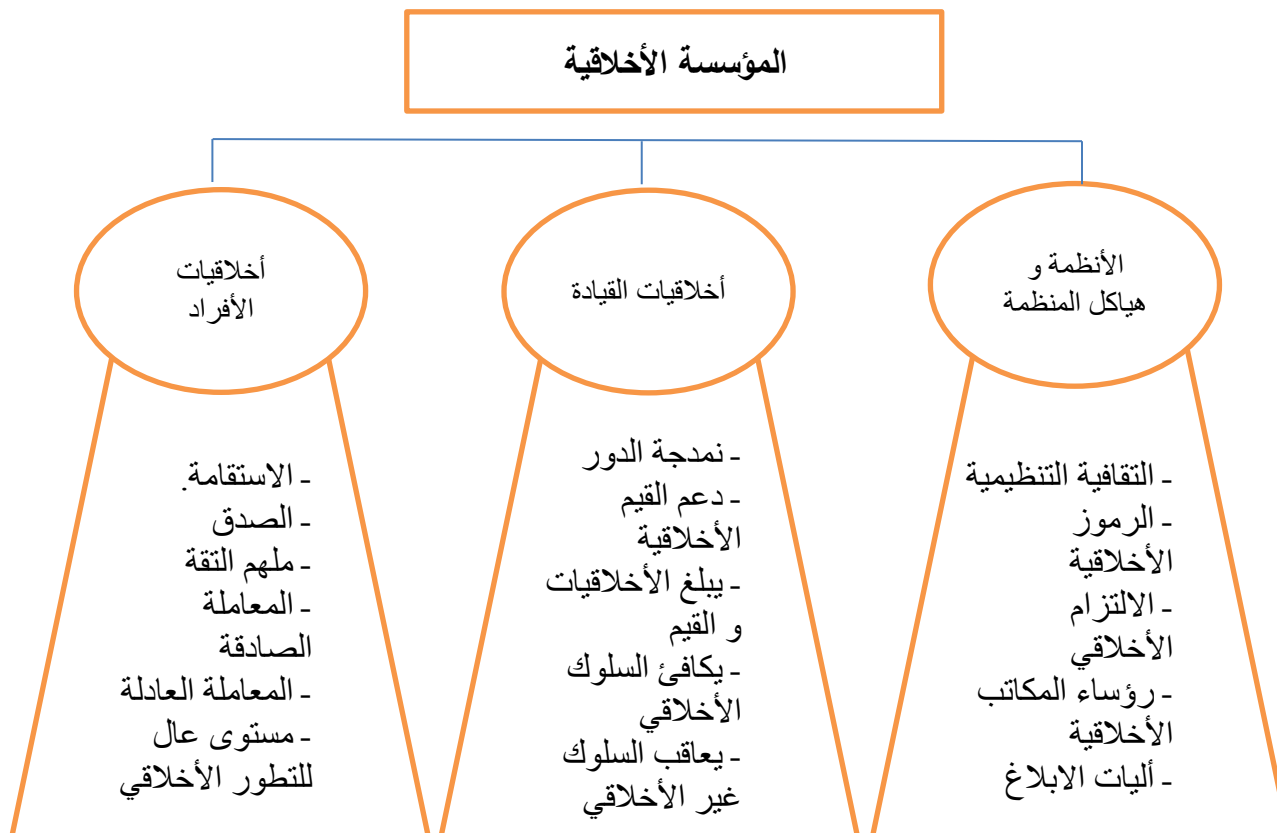 المؤسسة الأخلاقية
الأنظمة و
هياكل المنظمة
- التقافية التنظيمية
- الرموز
الأخلاقية
- الالتزام
الأخلاقي
- رؤساء المكاتب
الأخلاقية
- أليات الابلاغ
أخلاقيات القيادة
- نمدجة الدور
- دعم القيم
الأخلاقية
- يبلغ الأخلاقيات
و القيم
- يكافئ السلوك
الأخلاقي
- يعاقب السلوك
غير الأخلاقي
أخلاقيات
الأفراد
- الاستقامة.
- الصدق
- ملهم التقة
- المعاملة
الصادقة
- المعاملة العادلة
- مستوى عال
للتطور الأخلاقي